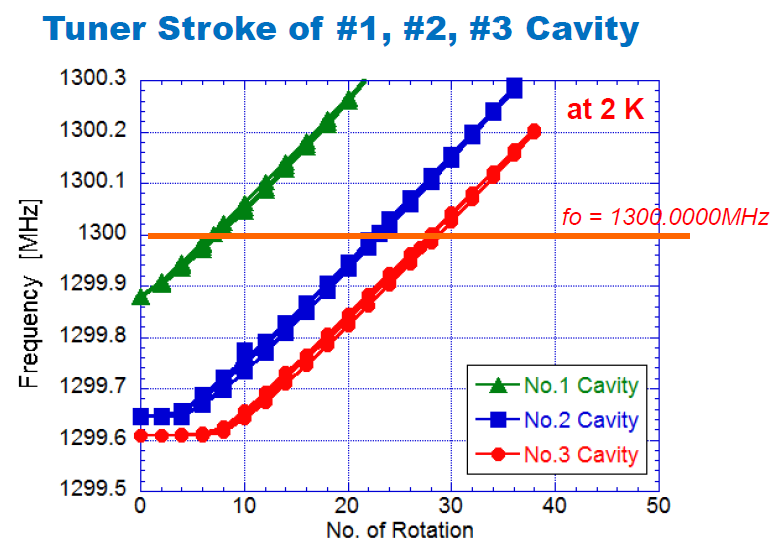 Tuner Stroke of #1, #2, #3 Cavity
1300.3
1300.2
1300.1
1300
1299.9
1299.8
1299.7
1299.6
1299.5
Frequency [MHz]
at 2 K
fo = 1300.0000MHz
No.1 Cavity
No.2 Cavity
No.3 Cavity
0 10 20 30 40 50
No. of Rotation